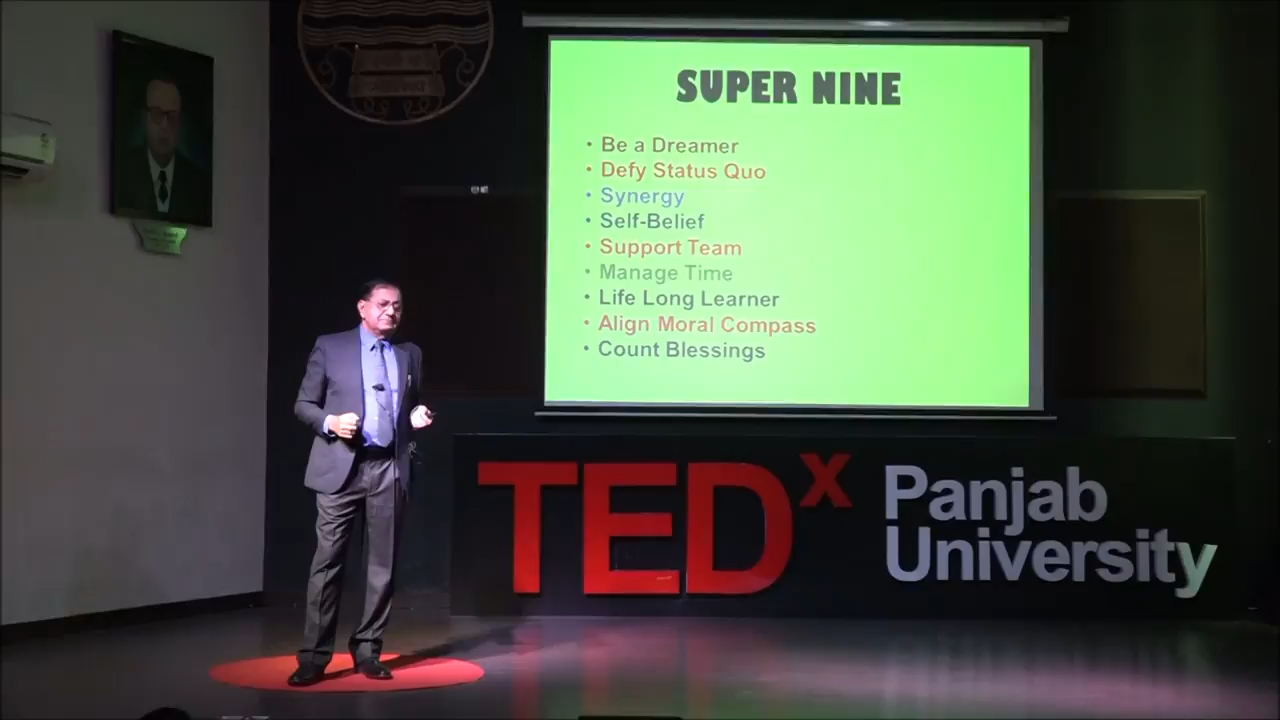 SUPER NINE
• Be a Dreamer
• Defy Status Quo
• Synergy
• Self-Belief
• Support Team
• Manage Time
• Life Long Learner
• Align Moral Compass
• Count Blessings
TEDx
Panjab
University